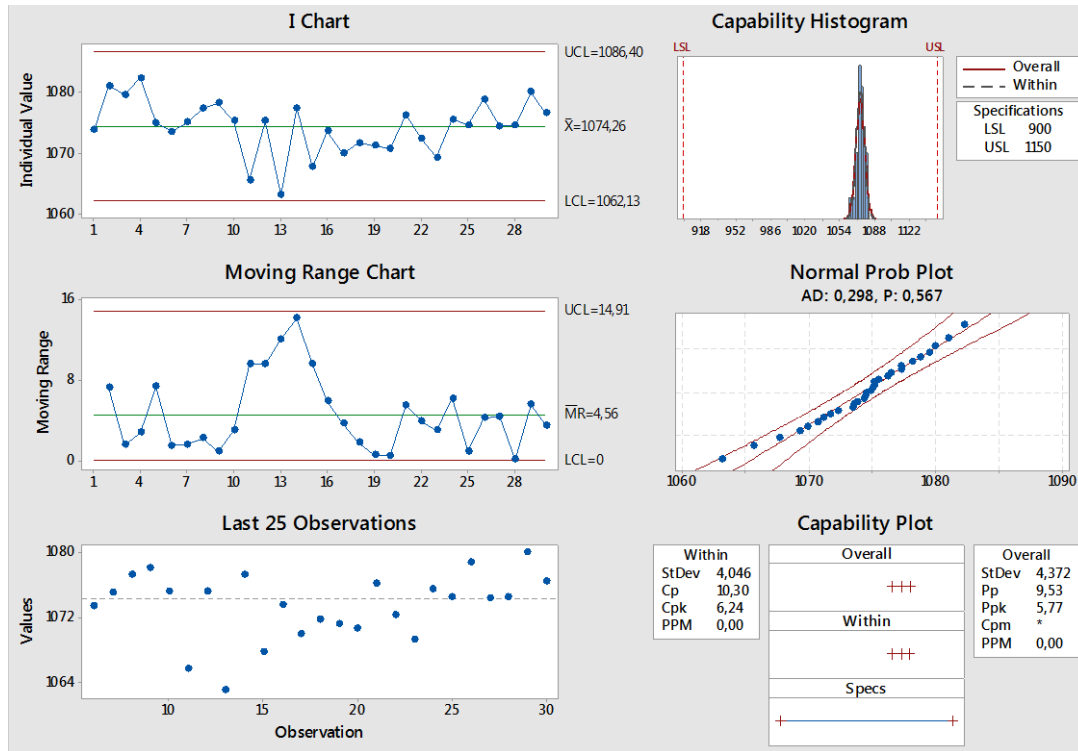 I Chart
Individual Value
1080
1070
1060
1 4 7 10 13 16 19 22 25 28
UCL=1086,40
X̄=1074,26
LCL=1062,13
Moving Range Chart
Moving Range
16
8
0
1 4 7 10 13 16 19 22 25 28
UCL=14,91
M̅R̅=4,56
LCL=0
Last 25 Observations
Values
1080
1072
1064
10 15 20 25 30
Observation
Capability Histogram
LSL USL
918 952 986 1020 1054 1088 1122
Overall
Within
Specifications
LSL 900
USL 1150
Normal Prob Plot
AD: 0,298, P: 0,567
1060 1070 1080 1090
Capability Plot
Within
StDev 4,046
Cp 10,30
Cpk 6,24
PPM 0,00
Overall
Within
Specs
Overall
StDev 4,372
Pp 9,53
Ppk 5,77
Cpm *
PPM 0,00